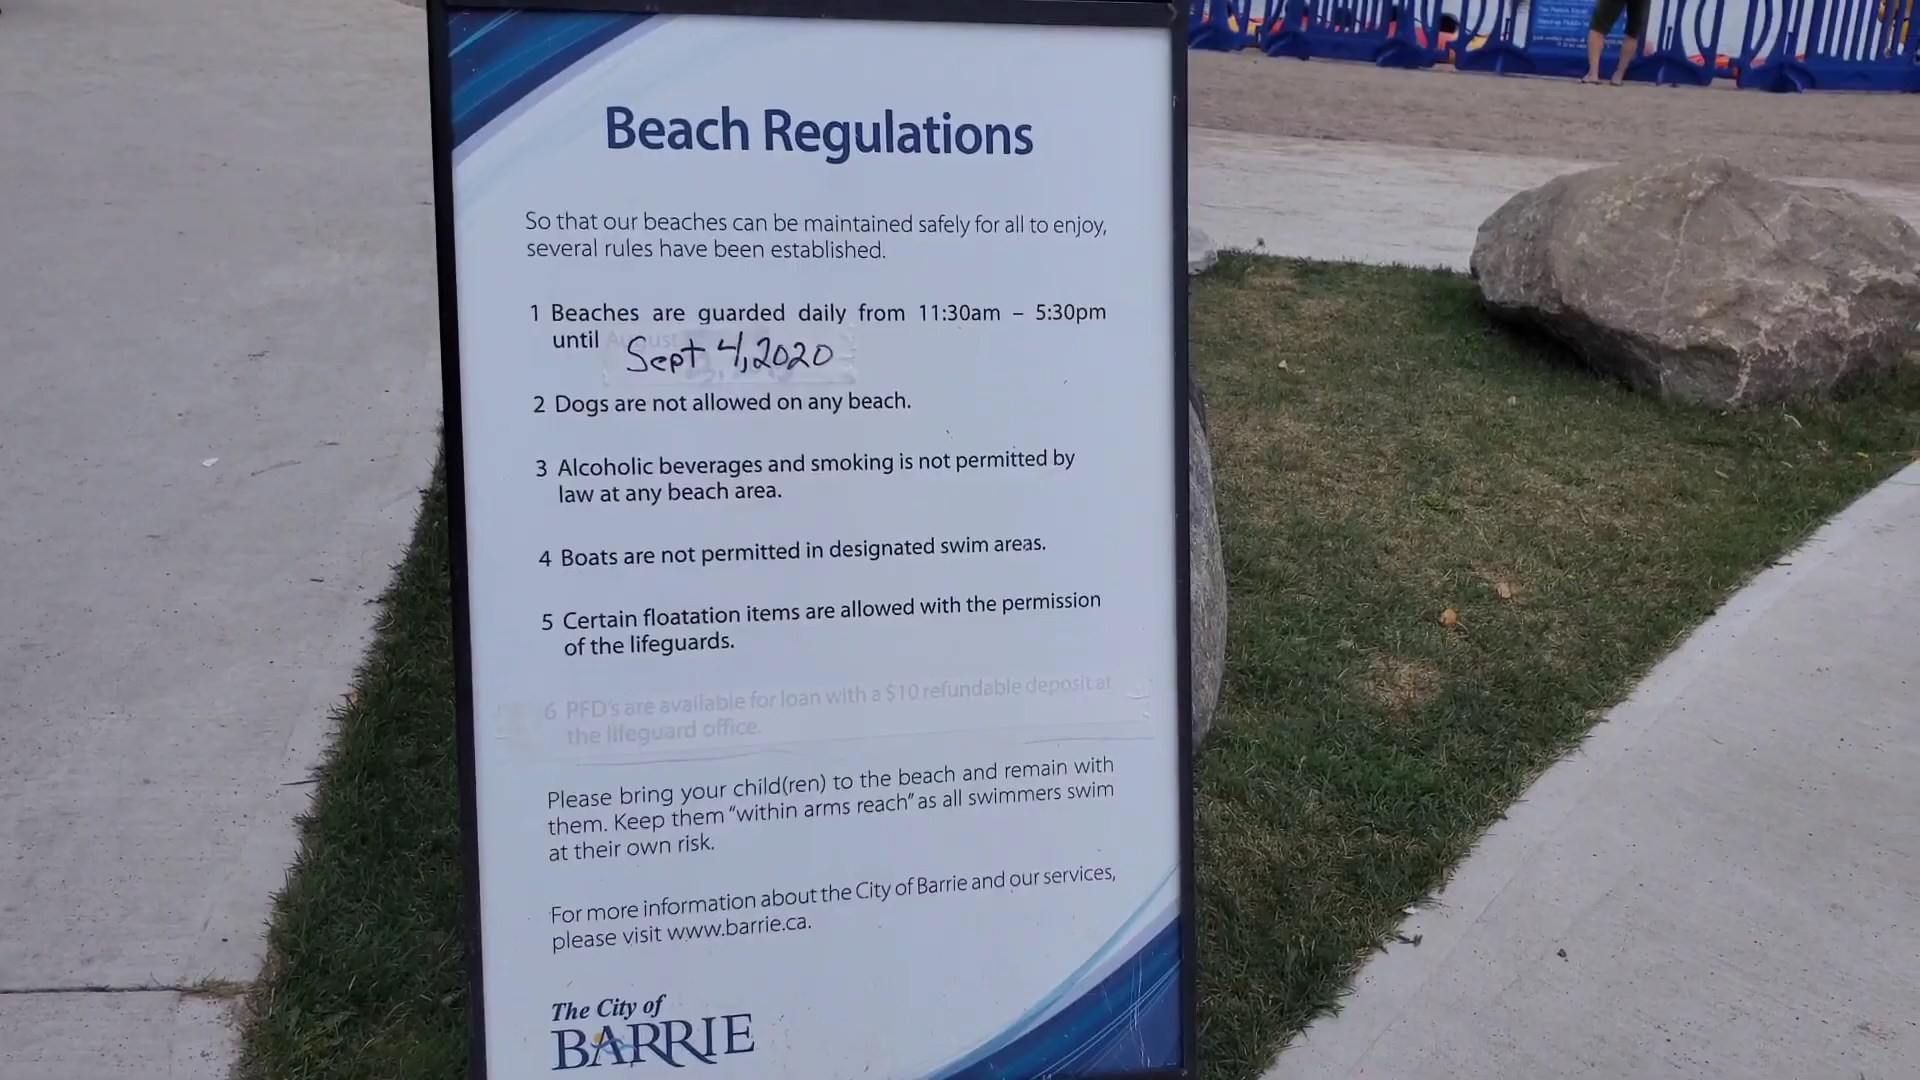 Beach Regulations
So that our beaches can be maintained safely for all to enjoy,
several rules have been established.
1 Beaches are guarded daily from 11:30am – 5:30pm
until August
Sept 4, 2020
2 Dogs are not allowed on any beach.
3 Alcoholic beverages and smoking is not permitted by
law at any beach area.
4 Boats are not permitted in designated swim areas.
5 Certain floatation items are allowed with the permission
of the lifeguards.
6 PFD's are available for loan with a $10 refundable deposit at
the lifeguard office.
Please bring your child(ren) to the beach and remain with
them. Keep them “within arms reach” as all swimmers swim
at their own risk.
For more information about the City of Barrie and our services,
please visit www.barrie.ca.
The City of
BARRIE